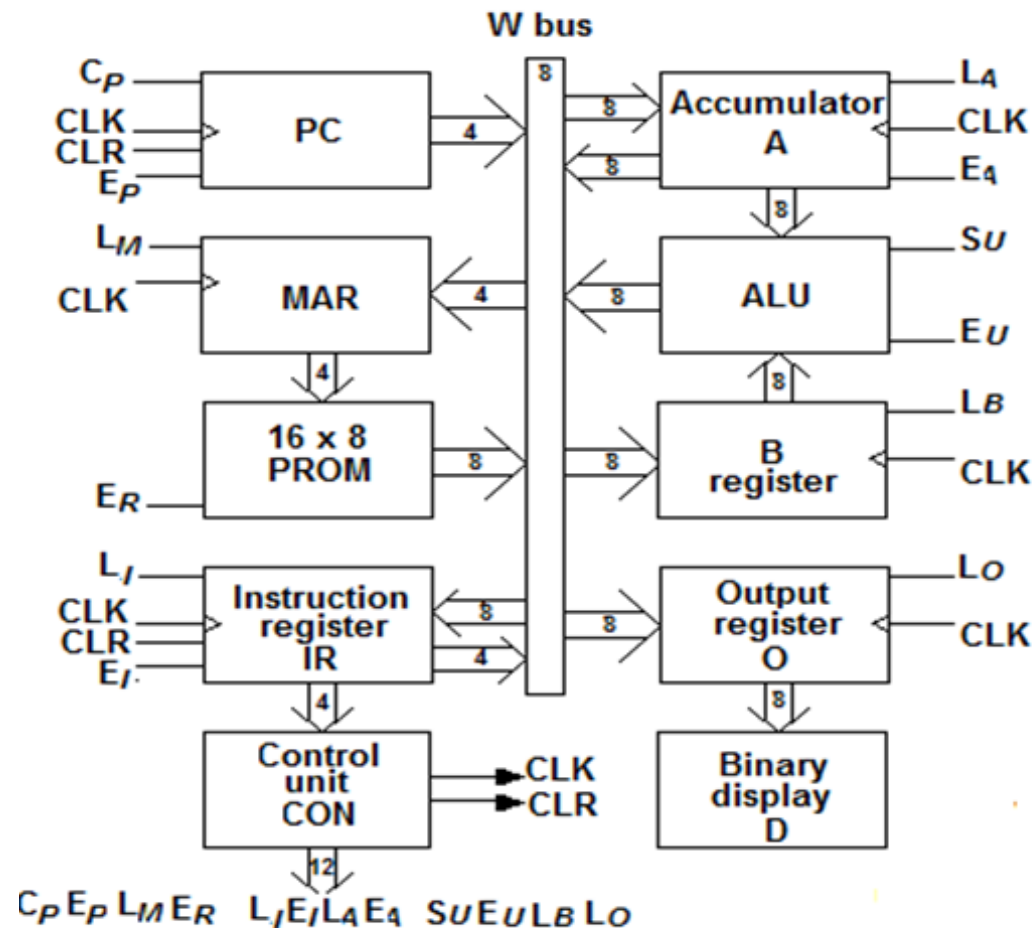 W bus
8
CP
CLK
CLR
EP
PC
4
8
8
Accumulator
A
LA
CLK
EA
8
LM
CLK
MAR
4
8
ALU
SU
EU
4
8
16 x 8
PROM
ER
8
8
B
register
LB
CLK
LI
CLK
CLR
EI.
Instruction
register
IR
8
4
8
Output
register
O
LO
CLK
4
8
Control
unit
CON
CLK
CLR
Binary
display
D
12
CP EP LM ER LI EI LA EA SU EU LB LO